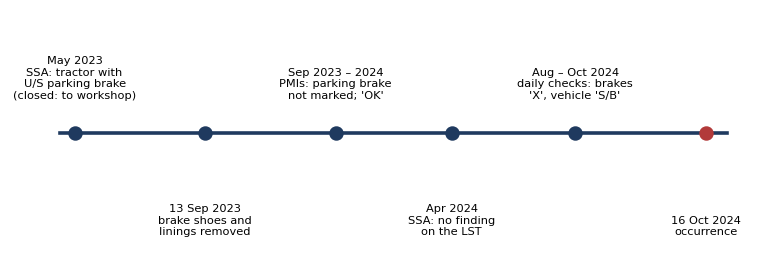 May 2023
SSA: tractor with
U/S parking brake
(closed: to workshop)
13 Sep 2023
brake shoes and
linings removed
Sep 2023 – 2024
PMIs: parking brake
not marked; 'OK'
Apr 2024
SSA: no finding
on the LST
Aug – Oct 2024
daily checks: brakes
'X', vehicle 'S/B'
16 Oct 2024
occurrence